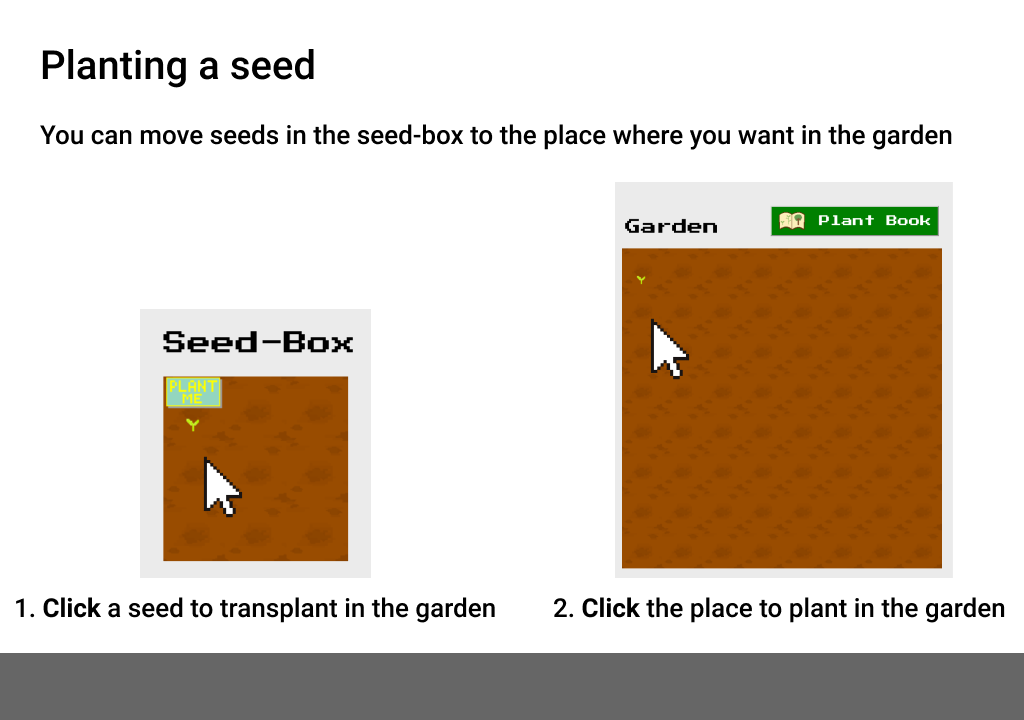 Planting a seed
You can move seeds in the seed-box to the place where you want in the garden
Garden
Plant Book
Seed-Box
PLANT
ME
1. Click a seed to transplant in the garden
2. Click the place to plant in the garden